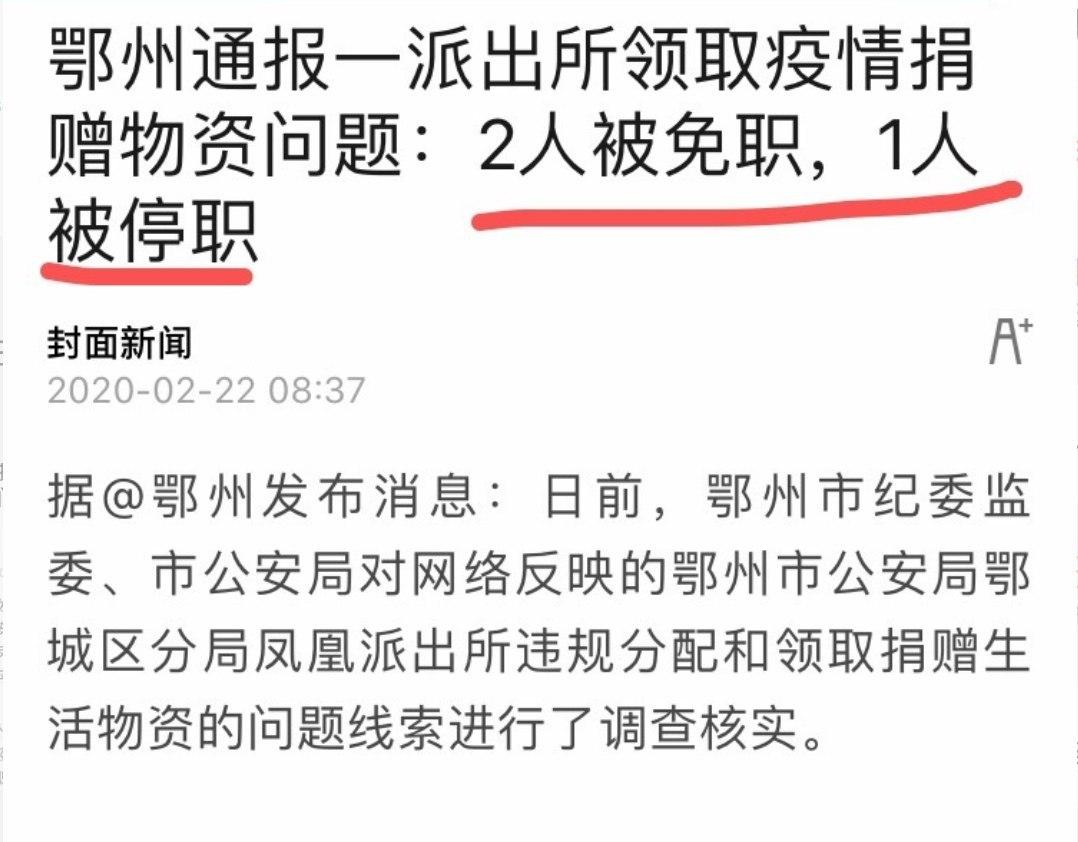 鄂州通报一派出所领取疫情捐
赠物资问题：2人被免职，1人
被停职
封面新闻
A+
2020-02-22 08:37
据@鄂州发布消息：日前，鄂州市纪委监
委、市公安局对网络反映的鄂州市公安局鄂
城区分局凤凰派出所违规分配和领取捐赠生
活物资的问题线索进行了调查核实。